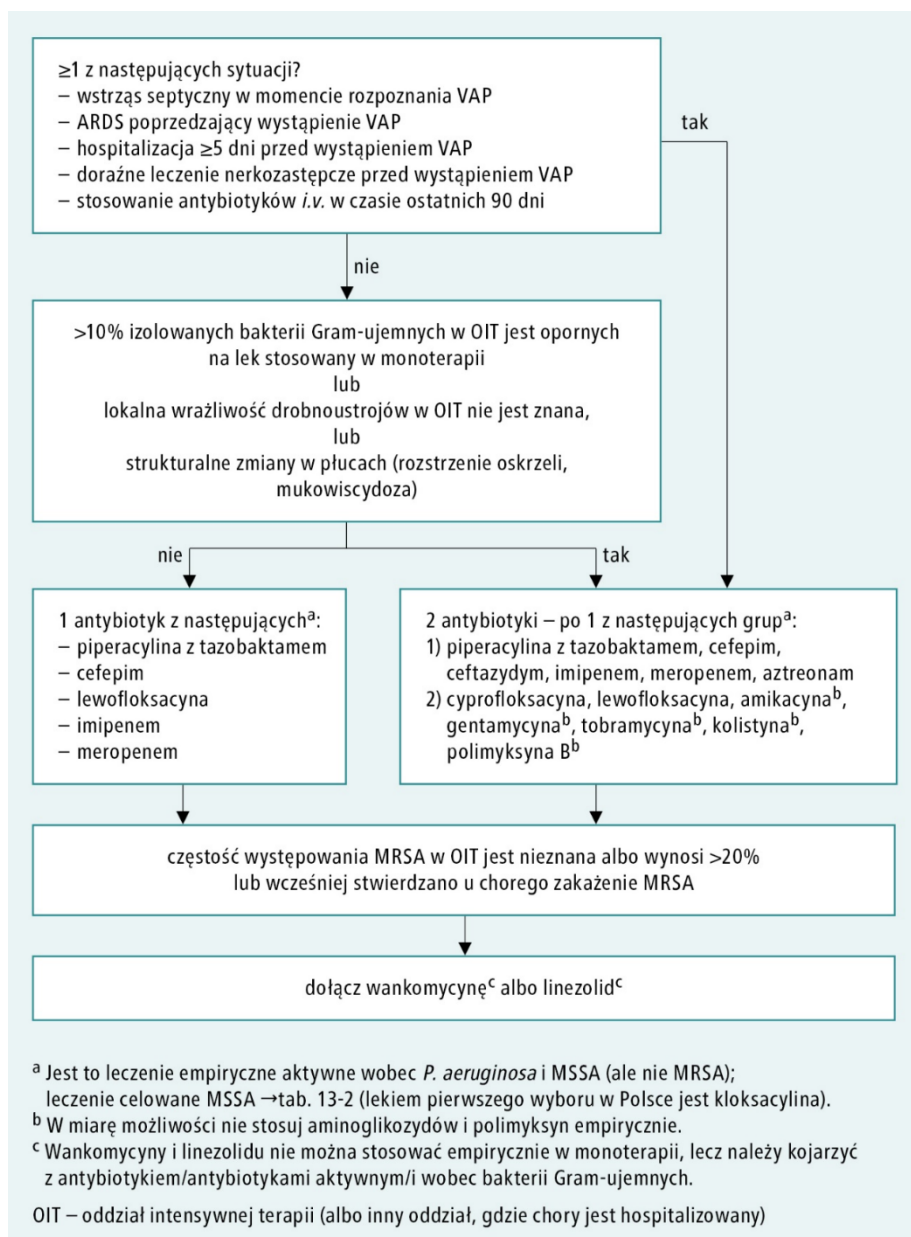 ≥1 z następujących sytuacji?
– wstrząs septyczny w momencie rozpoznania VAP
– ARDS poprzedzający wystąpienie VAP
– hospitalizacja ≥5 dni przed wystąpieniem VAP
– doraźne leczenie nerkozastępcze przed wystąpieniem VAP
– stosowanie antybiotyków i.v. w czasie ostatnich 90 dni
tak
nie
>10% izolowanych bakterii Gram-ujemnych w OIT jest opornych
na lek stosowany w monoterapii
lub
lokalna wrażliwość drobnoustrojów w OIT nie jest znana,
lub
strukturalne zmiany w płucach (rozstrzenie oskrzeli,
mukowiscydoza)
nie
tak
1 antybiotyk z następujących^a:
– piperacylina z tazobaktamem
– cefepim
– lewofloksacyna
– imipenem
– meropenem
2 antybiotyki – po 1 z następujących grup^a:
1) piperacylina z tazobaktamem, cefepim,
ceftazydym, imipenem, meropenem, aztreonam
2) cyprofloksacyna, lewofloksacyna, amikacyna^b,
gentamycyna^b, tobramycyna^b, kolistyna^b,
polimyksyna B^b
częstość występowania MRSA w OIT jest nieznana albo wynosi >20%
lub wcześniej stwierdzano u chorego zakażenie MRSA
dołącz wankomycynę^c albo linezolid^c
^a Jest to leczenie empiryczne aktywne wobec P. aeruginosa i MSSA (ale nie MRSA);
leczenie celowane MSSA →tab. 13-2 (lekiem pierwszego wyboru w Polsce jest kloksacylina).
^b W miarę możliwości nie stosuj aminoglikozydów i polimyksyn empirycznie.
^c Wankomycyny i linezolidu nie można stosować empirycznie w monoterapii, lecz należy kojarzyć
z antybiotykiem/antybiotykami aktywnym/i wobec bakterii Gram-ujemnych.
OIT – oddział intensywnej terapii (albo inny oddział, gdzie chory jest hospitalizowany)